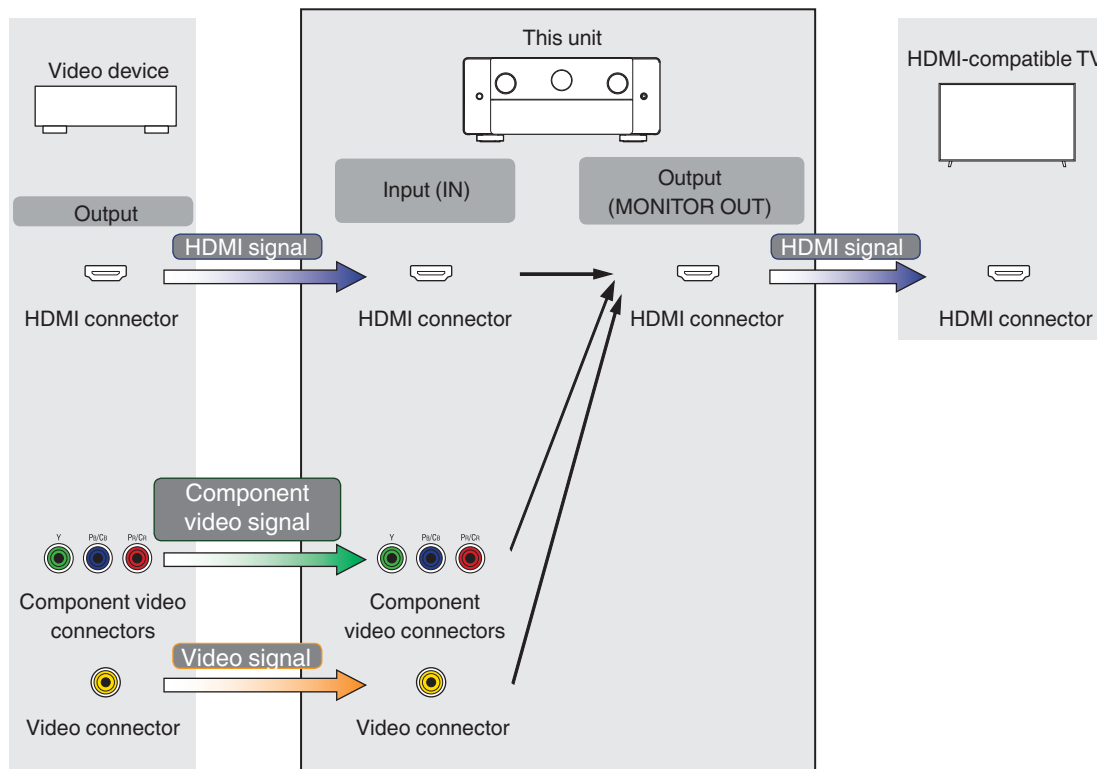 This unit
Video device
HDMI-compatible TV
Input (IN)
Output
(MONITOR OUT)
Output
HDMI signal
HDMI signal
HDMI connector
HDMI connector
HDMI connector
HDMI connector
Component
video signal
Y PB/CB PR/CR
Y PB/CB PR/CR
Component video
connectors
Component
video connectors
Video signal
Video connector
Video connector